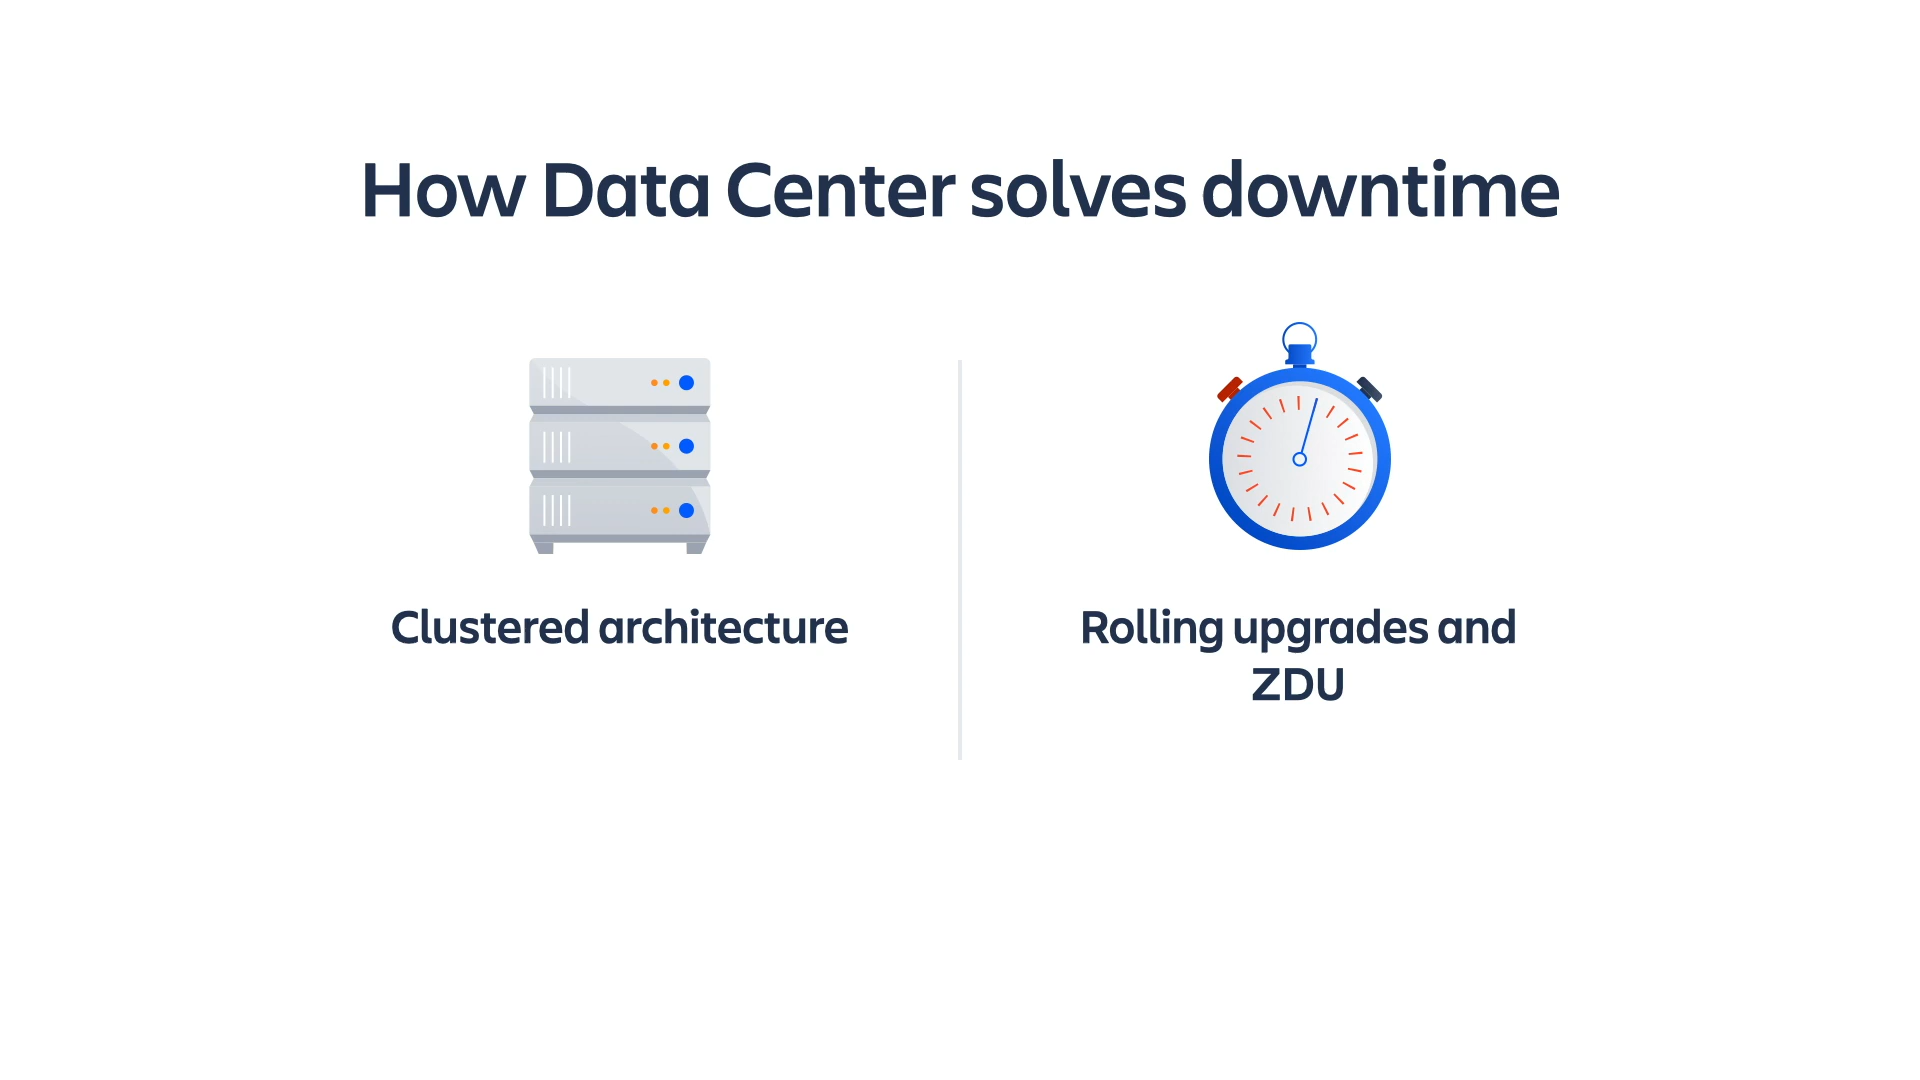 How Data Center solves downtime
Clustered architecture
Rolling upgrades and
ZDU